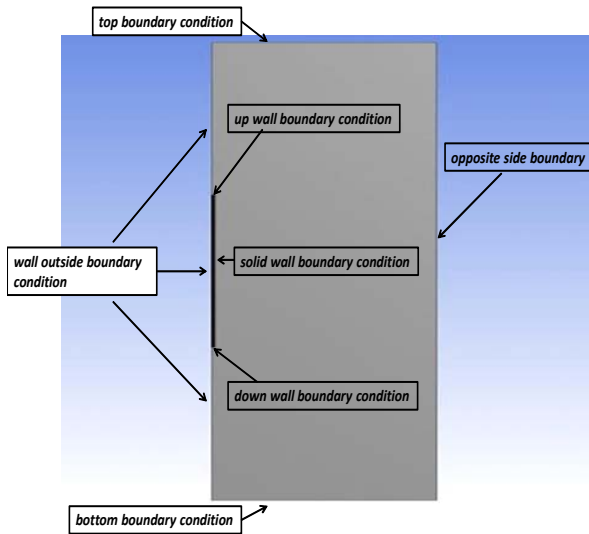 top boundary condition
up wall boundary condition
opposite side boundary
wall outside boundary
condition
solid wall boundary condition
down wall boundary condition
bottom boundary condition